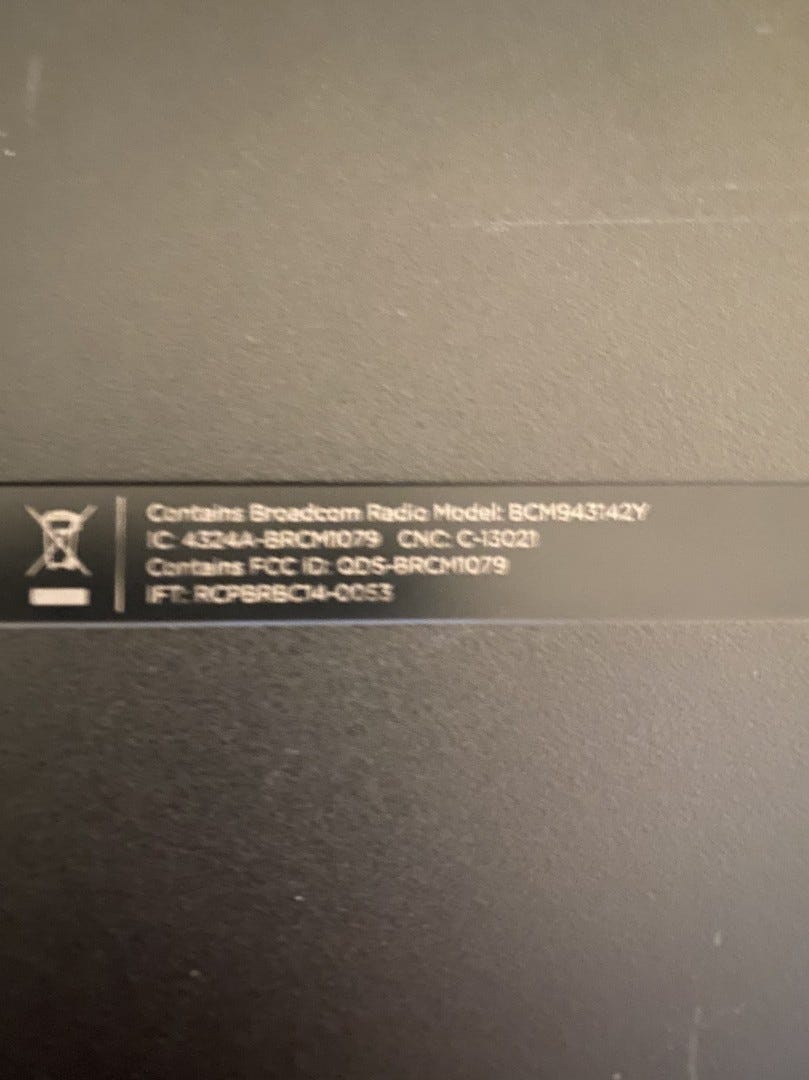 Contains Broadcom Radio Model: BCM943142Y
IC: 4324A-BRCM1079 CNC: C-13021
Contains FCC ID: QDS-BRCM1079
IFT: RCPBRBC14-0053